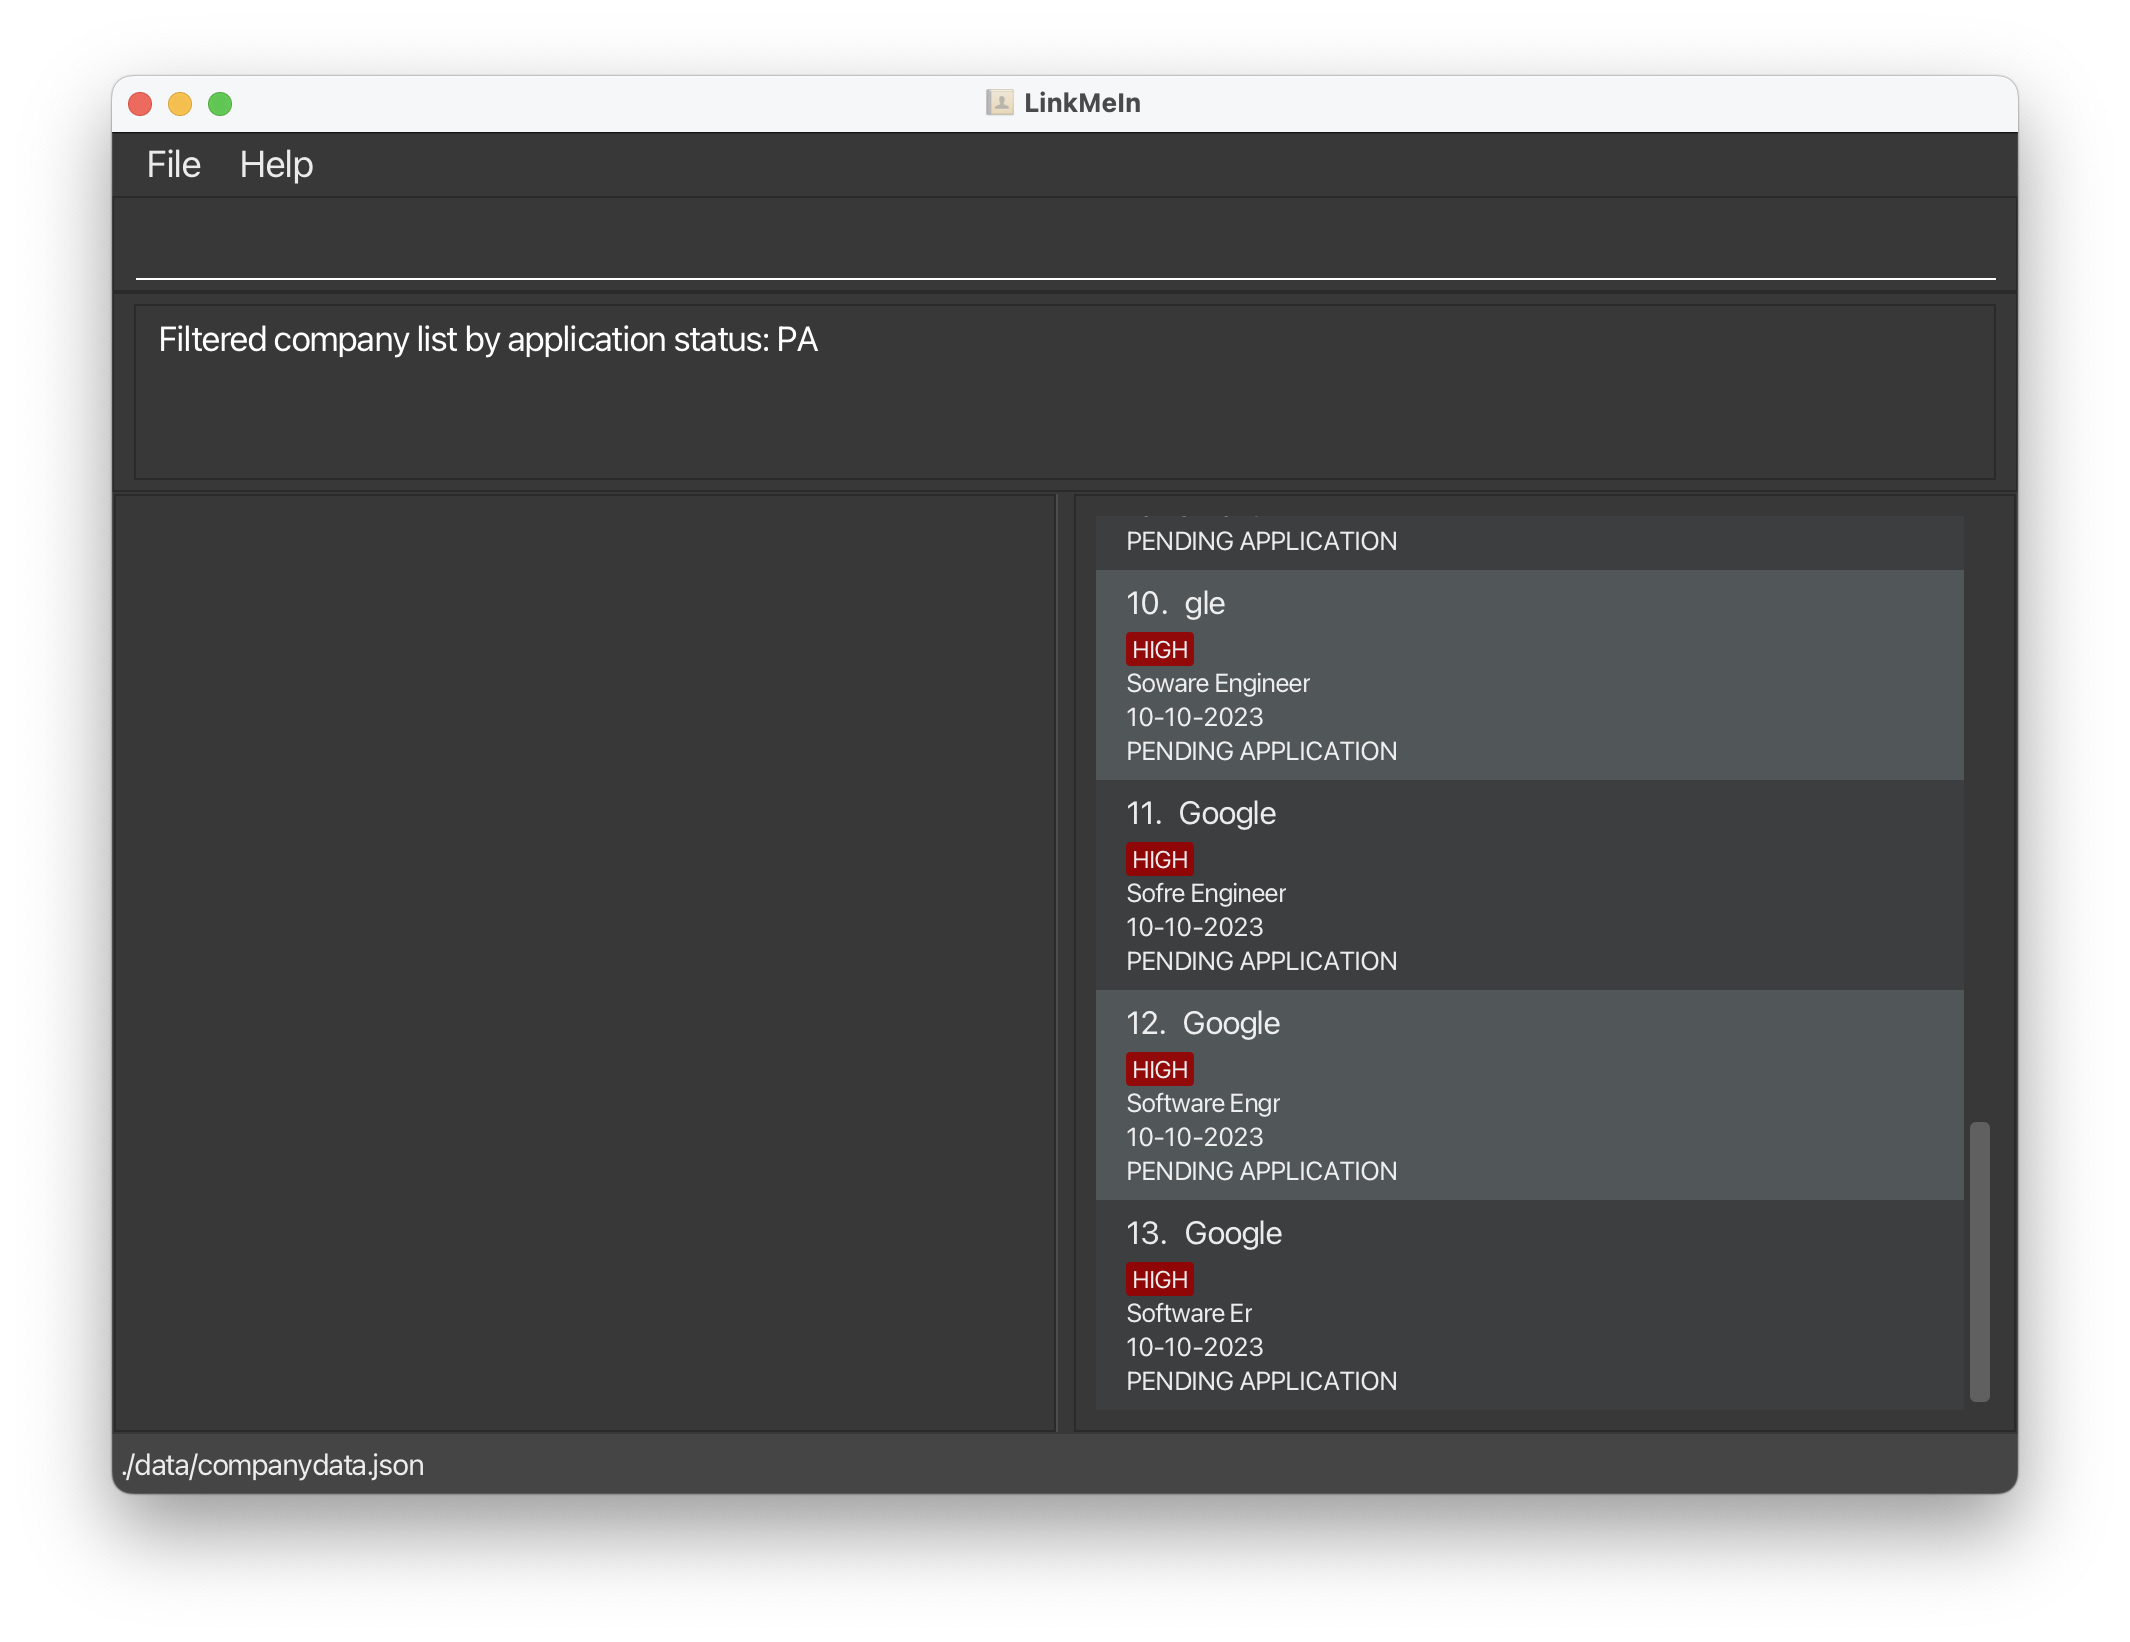 LinkMeIn
File Help
Filtered company list by application status: PA
PENDING APPLICATION
10. gle
HIGH
Soware Engineer
10-10-2023
PENDING APPLICATION
11. Google
HIGH
Sofre Engineer
10-10-2023
PENDING APPLICATION
12. Google
HIGH
Software Engr
10-10-2023
PENDING APPLICATION
13. Google
HIGH
Software Er
10-10-2023
PENDING APPLICATION
./data/companydata.json